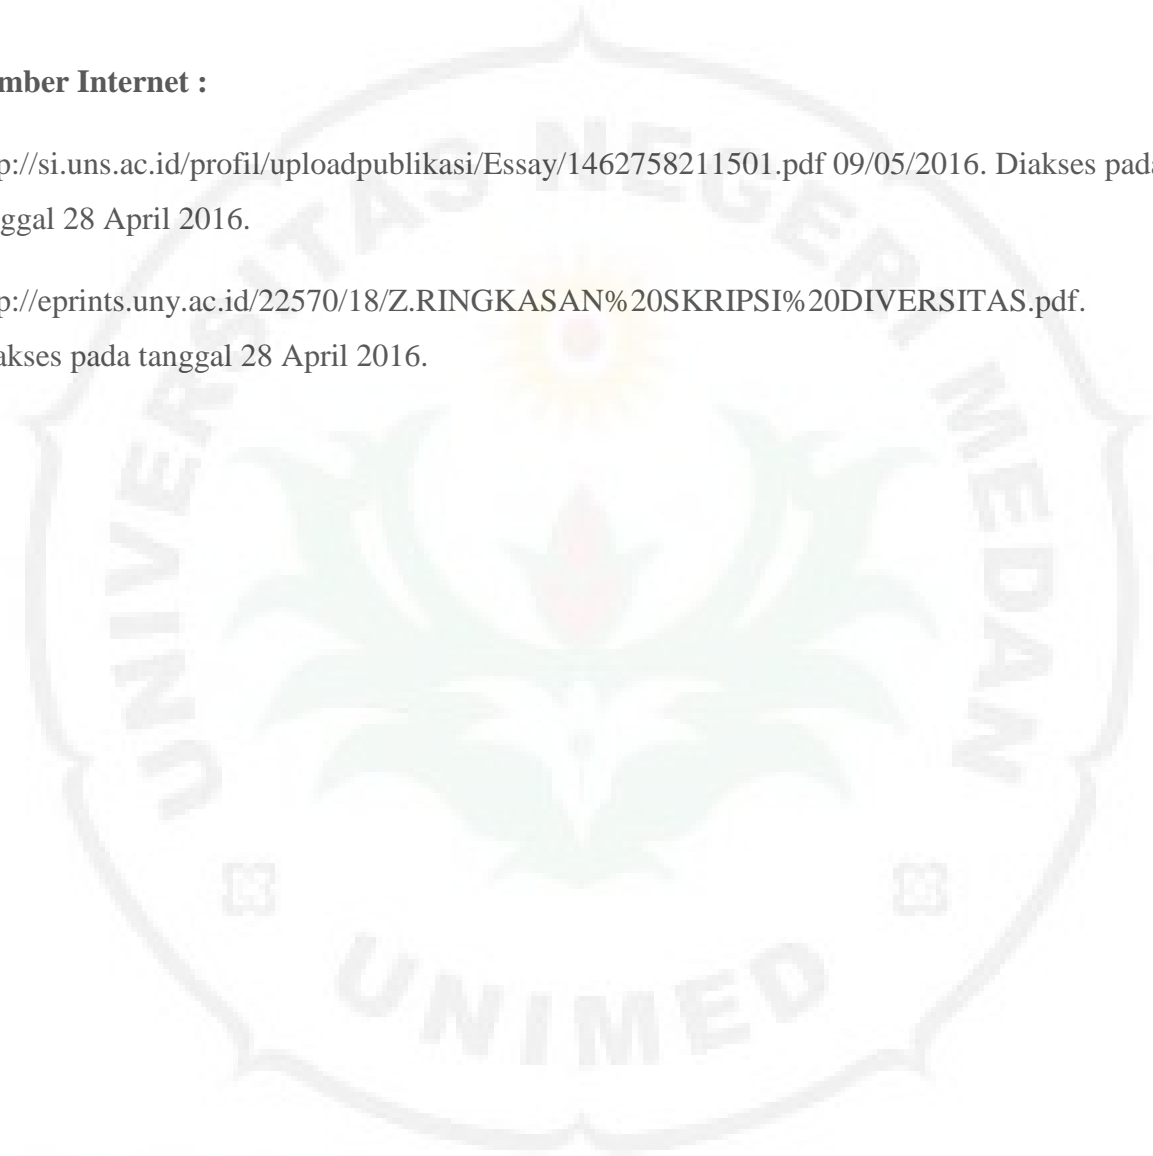 mber Internet :
p://si.uns.ac.id/profil/uploadpublikasi/Essay/1462758211501.pdf 09/05/2016. Diakses pada
ggal 28 April 2016.
p://eprints.uny.ac.id/22570/18/Z.RINGKASAN%20SKRIPSI%20DIVERSITAS.pdf.
akses pada tanggal 28 April 2016.
UNIVERSITAS NEGERI MEDAN
UNIMED